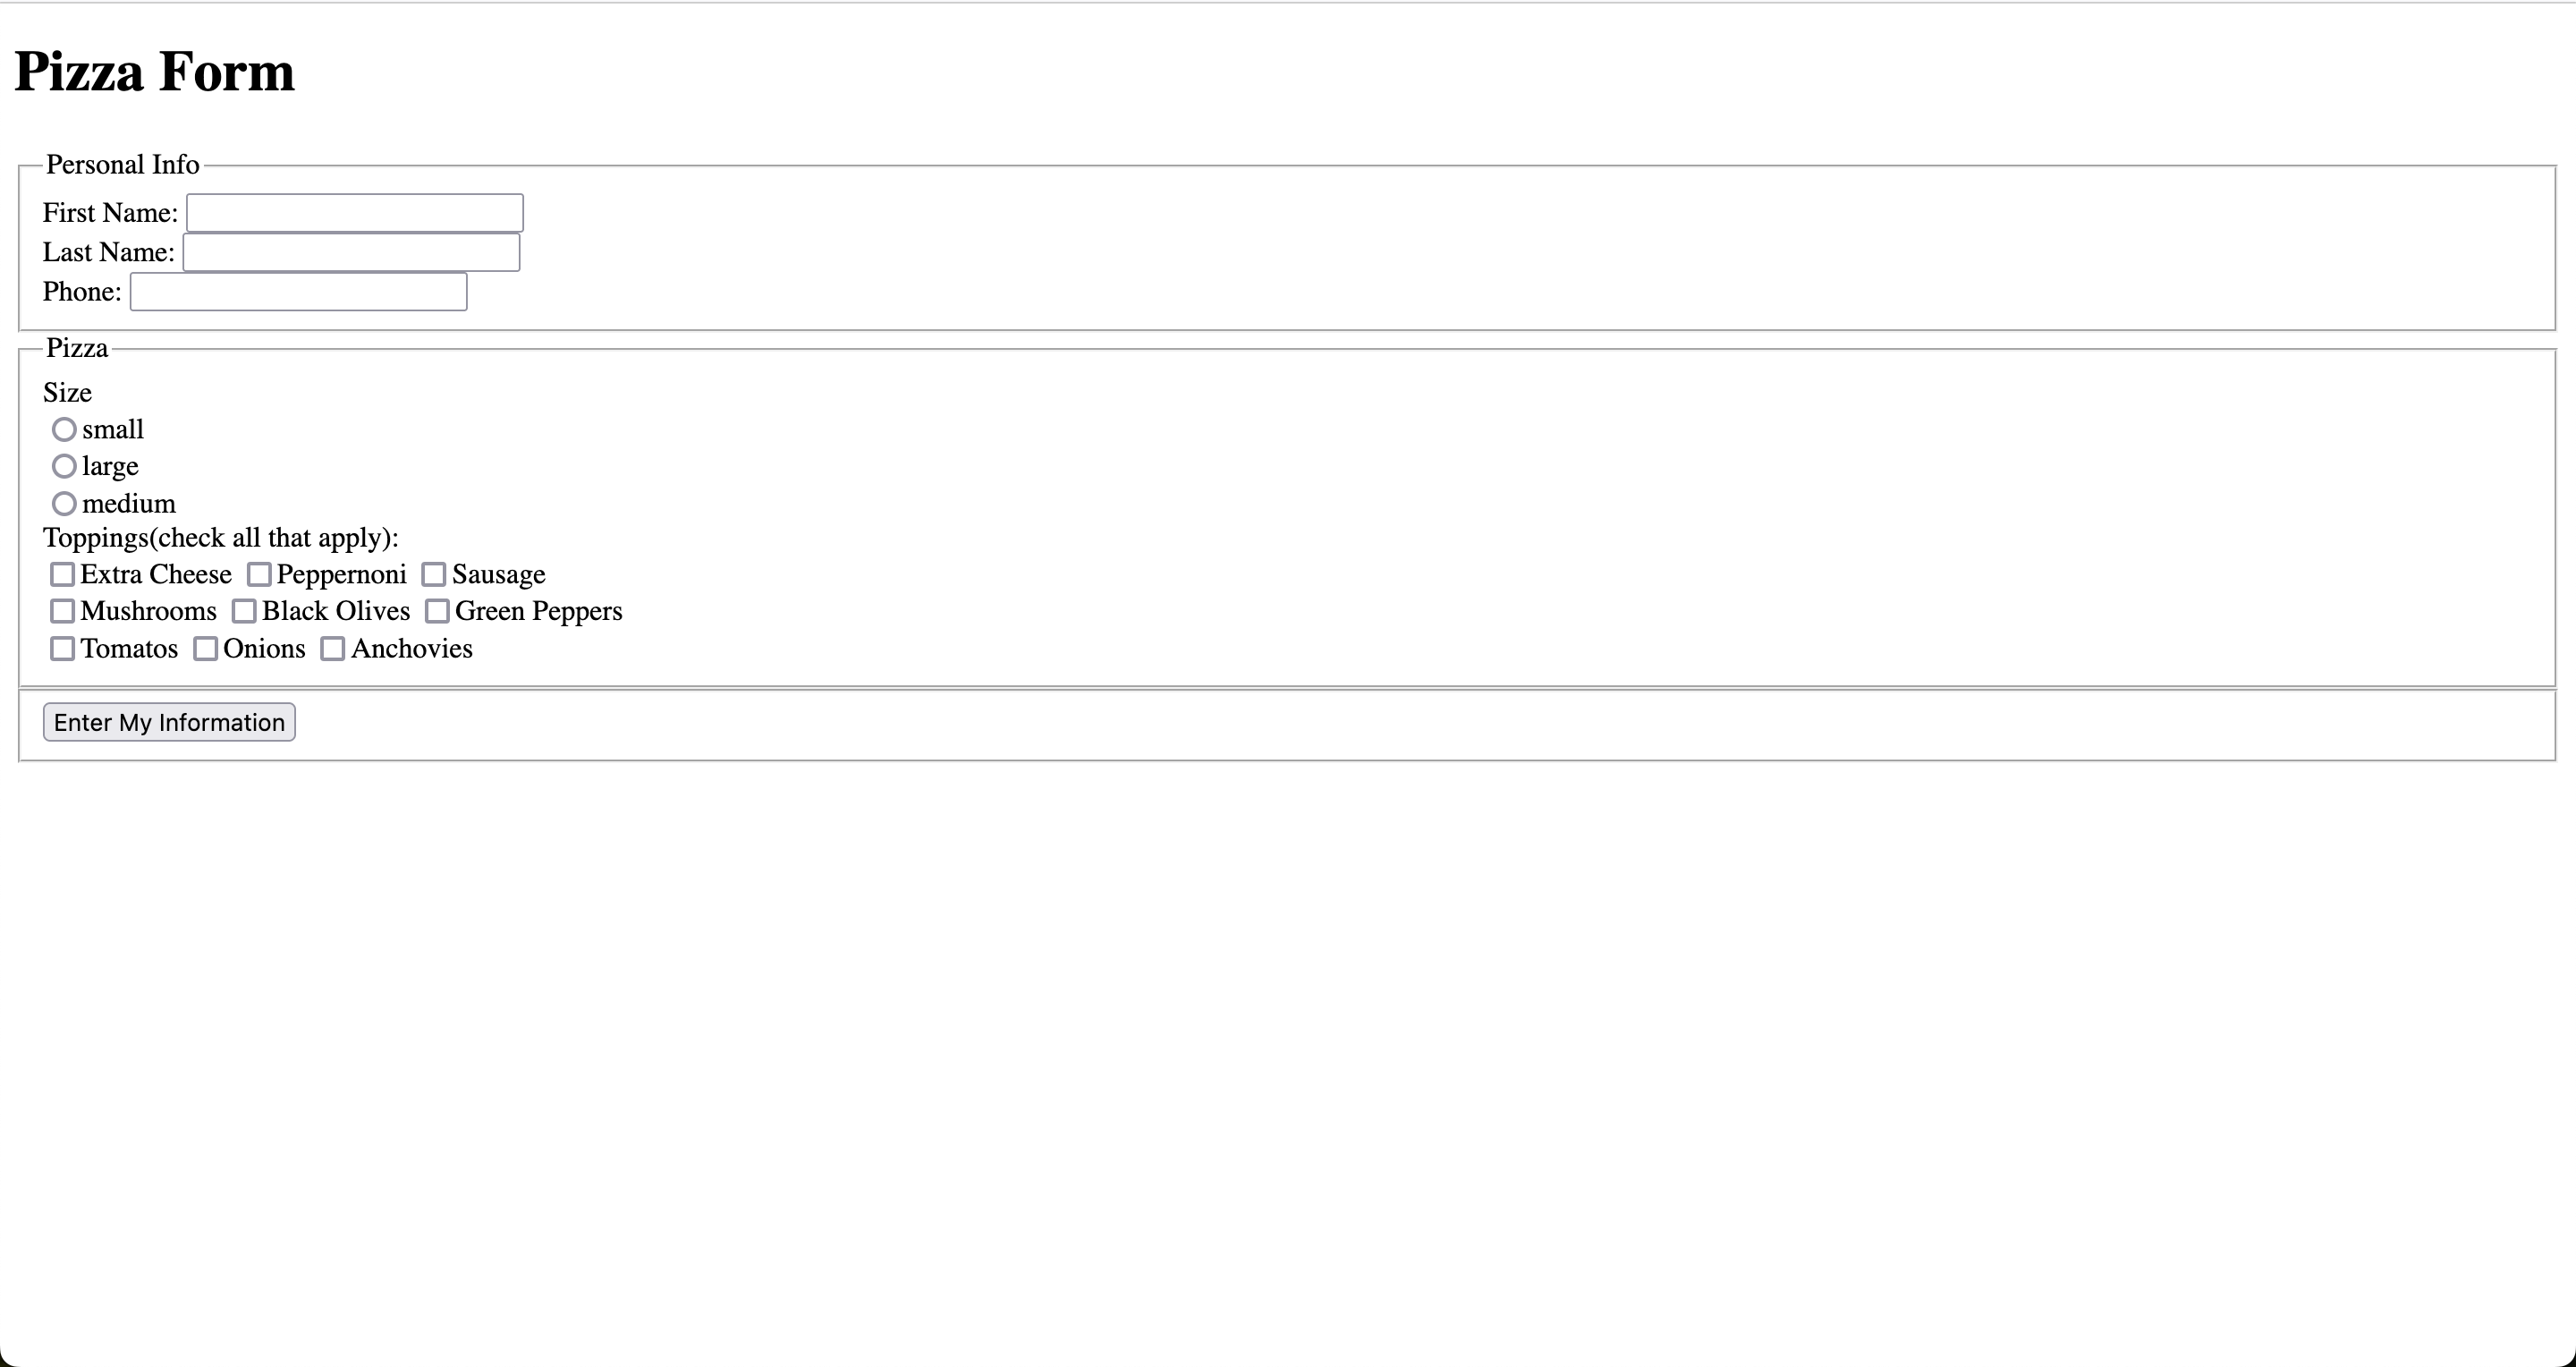 Pizza Form
Personal Info
First Name:
Last Name:
Phone:
Pizza
Size
small
large
medium
Toppings(check all that apply):
Extra Cheese Peppernoni Sausage
Mushrooms Black Olives Green Peppers
Tomatos Onions Anchovies
Enter My Information